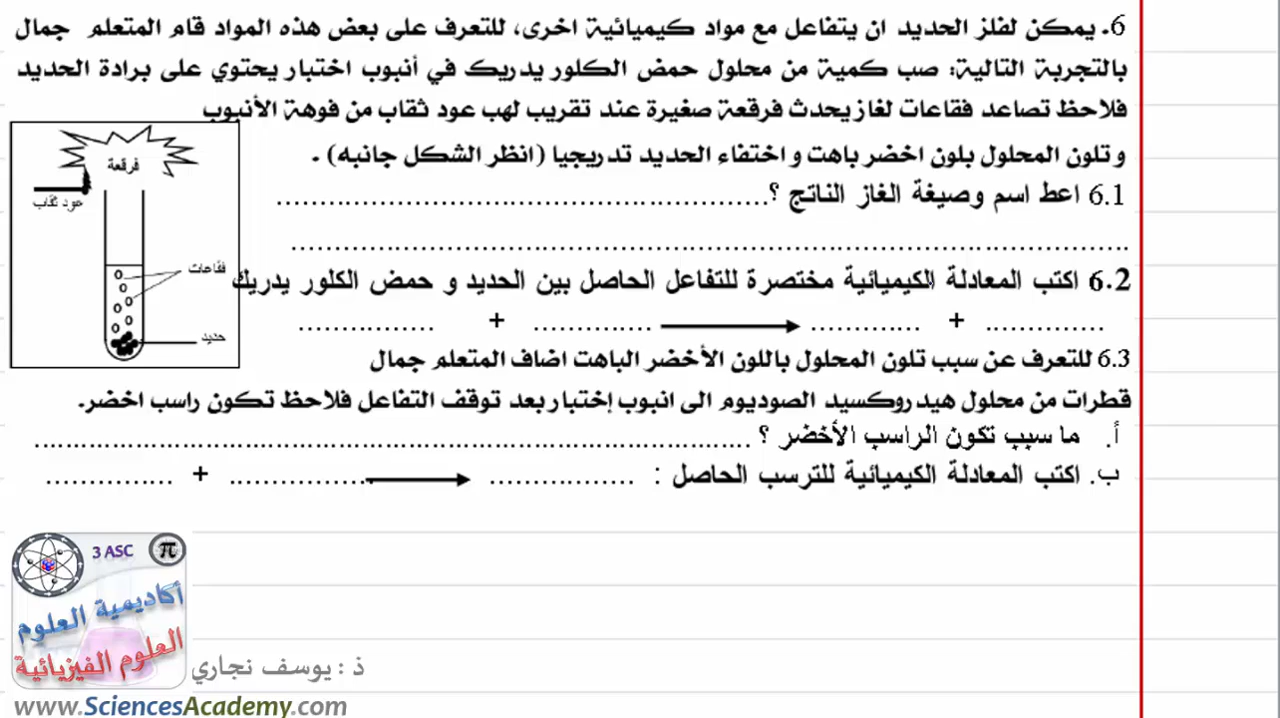 6. يمكن لفلز الحديد ان يتفاعل مع مواد كيميائية اخرى، للتعرف على بعض هذه المواد قام المتعلم جمال
بالتجربة التالية: صب كمية من محلول حمض الكلور يدريك في أنبوب اختبار يحتوي على برادة الحديد
فلاحظ تصاعد فقاعات لغاز يحدث فرقعة صغيرة عند تقريب لهب عود ثقاب من فوهة الأنبوب
و تلون المحلول بلون اخضر باهت و اختفاء الحديد تدريجيا (انظر الشكل جانبه) .
فرقعة
عود ثقاب
فقاعات
حديد
6.1 اعط اسم وصيغة الغاز الناتج ؟........................................................
................................................................................................
6.2 اكتب المعادلة الكيميائية مختصرة للتفاعل الحاصل بين الحديد و حمض الكلور يدريك
.............. + ............. ⟶ .............. + ................
6.3 للتعرف عن سبب تلون المحلول باللون الأخضر الباهت اضاف المتعلم جمال
قطرات من محلول هيدروكسيد الصوديوم الى انبوب إختبار بعد توقف التفاعل فلاحظ تكون راسب اخضر.
أ. ما سبب تكون الراسب الأخضر ؟ ................................................................................
ب. اكتب المعادلة الكيميائية للترسب الحاصل : ............... + ................ ⟶ ................
3 ASC
π
أكاديمية العلوم
العلوم الفيزيائية
ذ : يوسف نجاري
www.SciencesAcademy.com